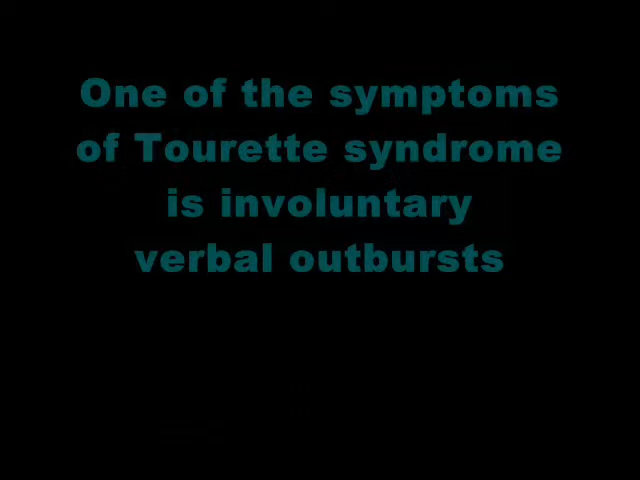 One of the symptoms
of Tourette syndrome
is involuntary
verbal outbursts